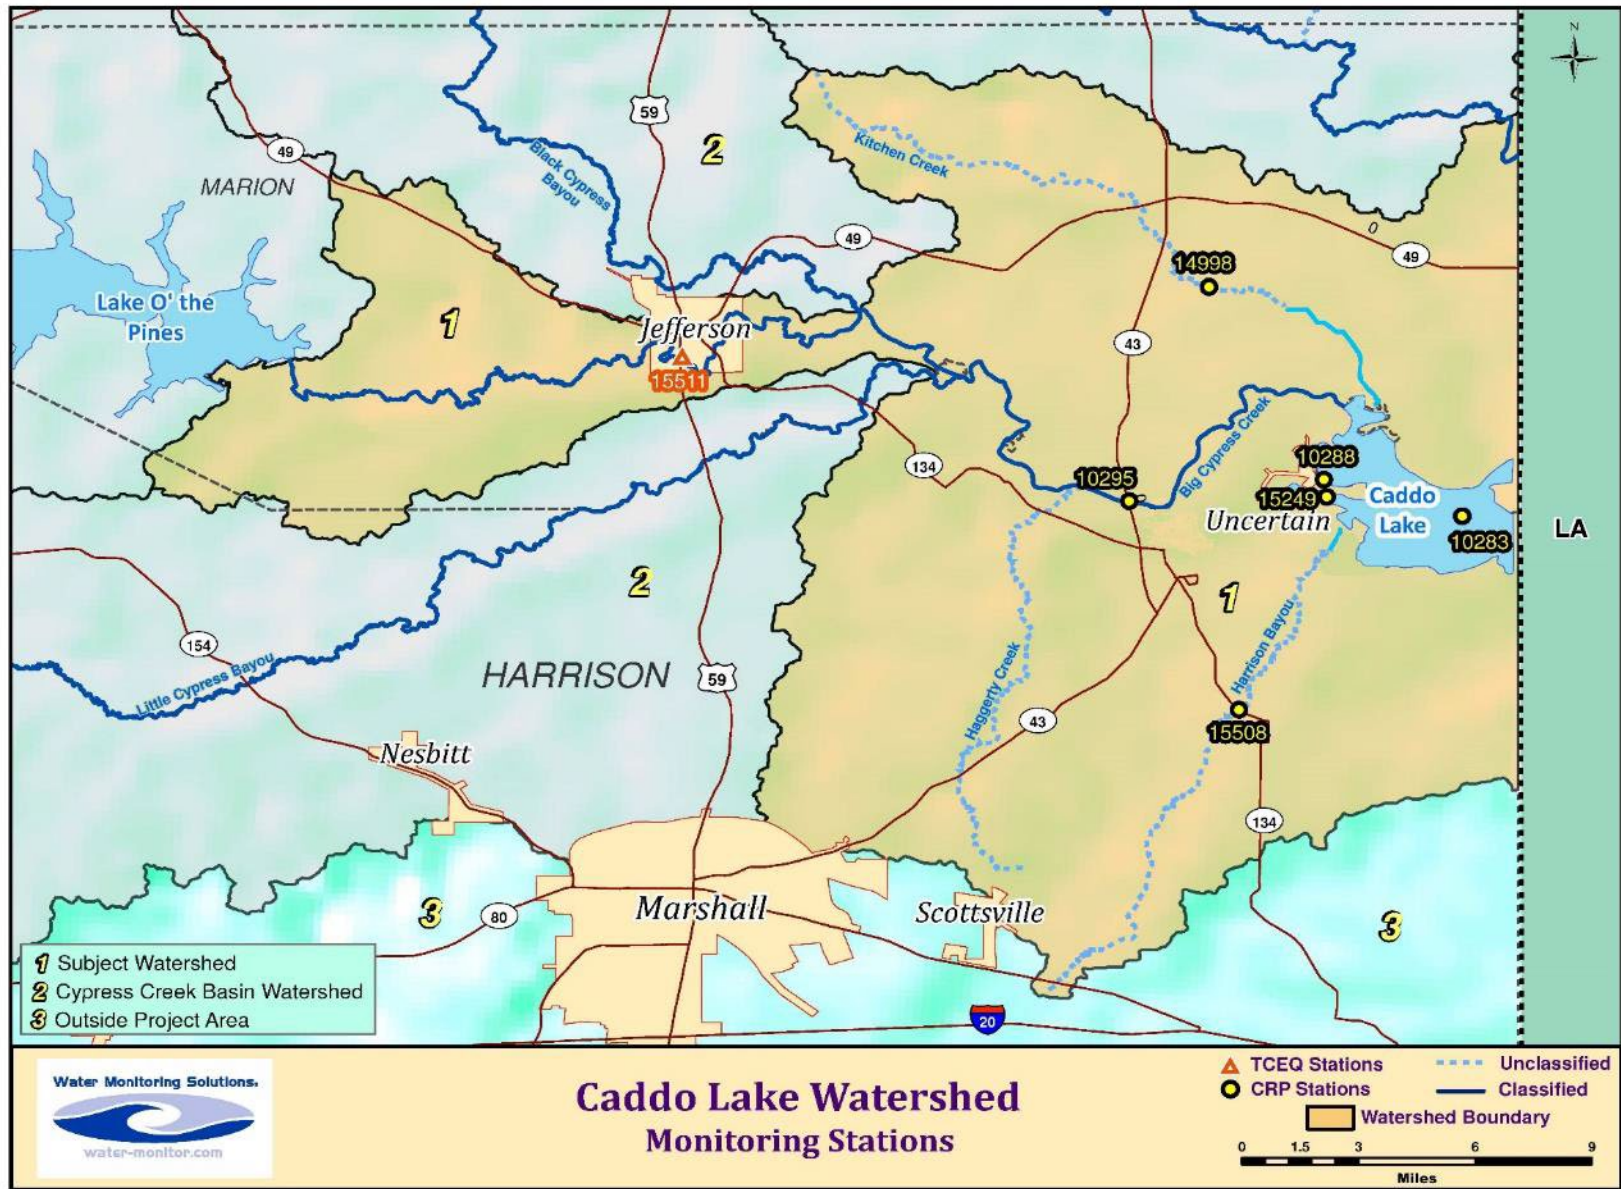 N
59
2
49
MARION
Black Cypress
Bayou
Kitchen Creek
49
0
49
14998
Lake O' the
Pines
1
Jefferson
15511
43
Big Cypress Creek
134
10295
10288
15249
Caddo
Lake
Uncertain
10283
LA
2
1
154
HARRISON
59
Little Cypress Bayou
Haggerty Creek
Harrison Bayou
43
15508
Nesbitt
134
3
80
Marshall
Scottsville
3
20
1 Subject Watershed
2 Cypress Creek Basin Watershed
3 Outside Project Area
Water Monitoring Solutions.
water-monitor.com
Caddo Lake Watershed
Monitoring Stations
TCEQ Stations
Unclassified
CRP Stations
Classified
Watershed Boundary
0 1.5 3 6 9
Miles